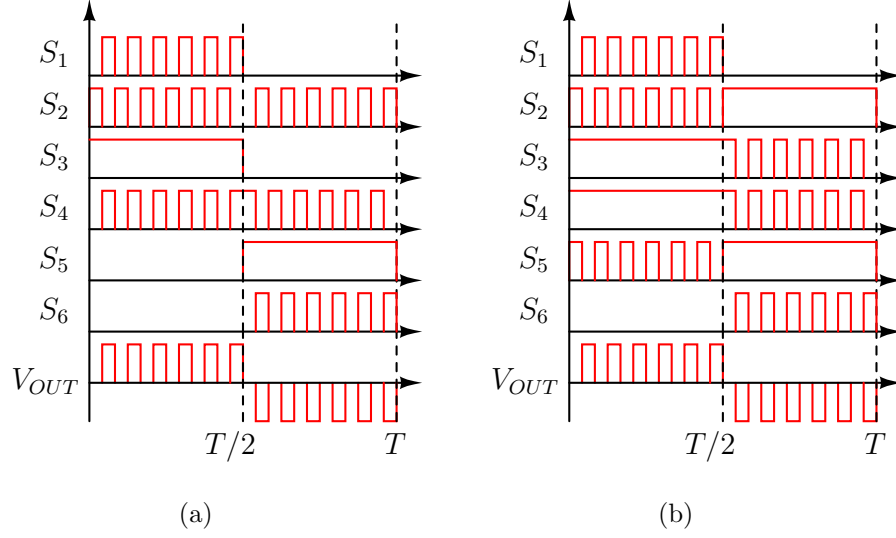 S1 S1
S2 S2
S3 S3
S4 S4
S5 S5
S6 S6
VOUT VOUT
T/2 T T/2 T
(a) (b)